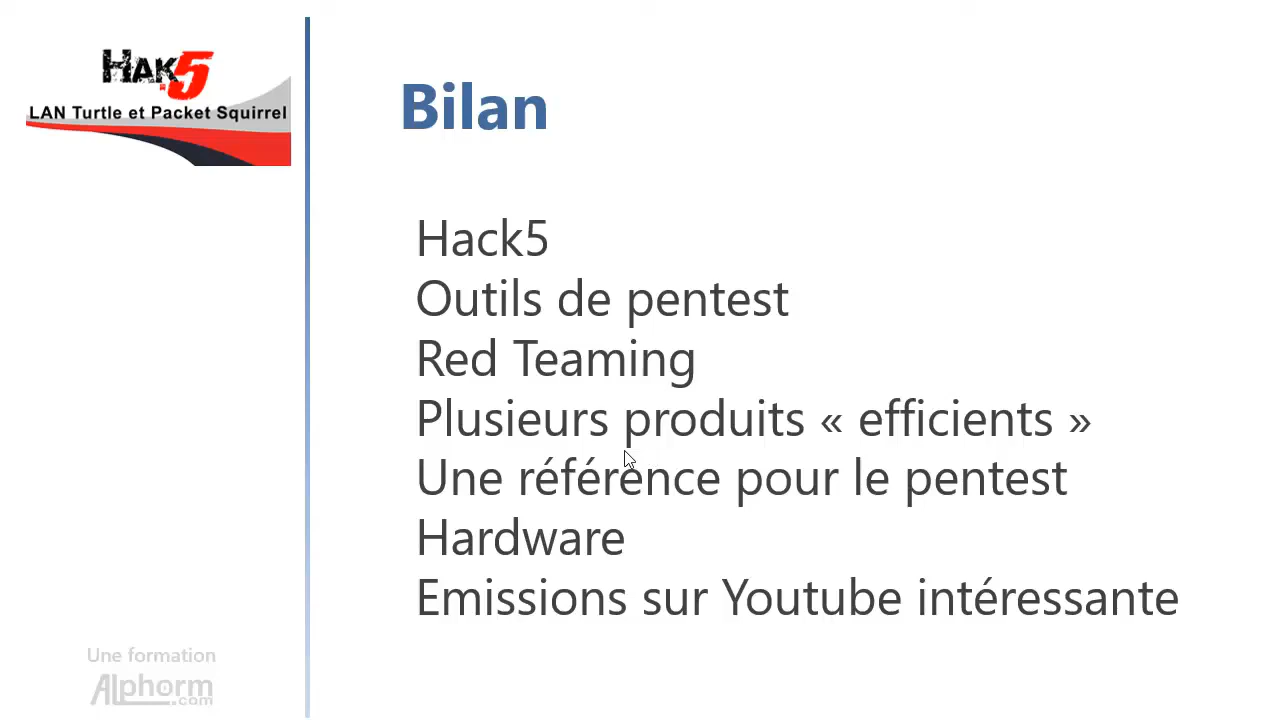 HAK5
LAN Turtle et Packet Squirrel
Bilan
Hack5
Outils de pentest
Red Teaming
Plusieurs produits « efficients »
Une référence pour le pentest
Hardware
Emissions sur Youtube intéressante
Une formation
Alphorm
.com